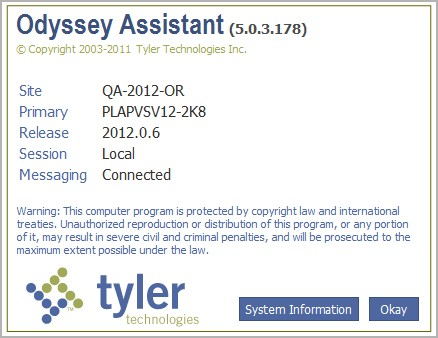 Odyssey Assistant (5.0.3.178)
© Copyright 2003-2011 Tyler Technologies Inc.
Site QA-2012-OR
Primary PLAPVSV12-2K8
Release 2012.0.6
Session Local
Messaging Connected
Warning: This computer program is protected by copyright law and international
treaties. Unauthorized reproduction or distribution of this program, or any portion
of it, may result in severe civil and criminal penalties, and will be prosecuted to the
maximum extent possible under the law.
tyler
technologies
System Information Okay